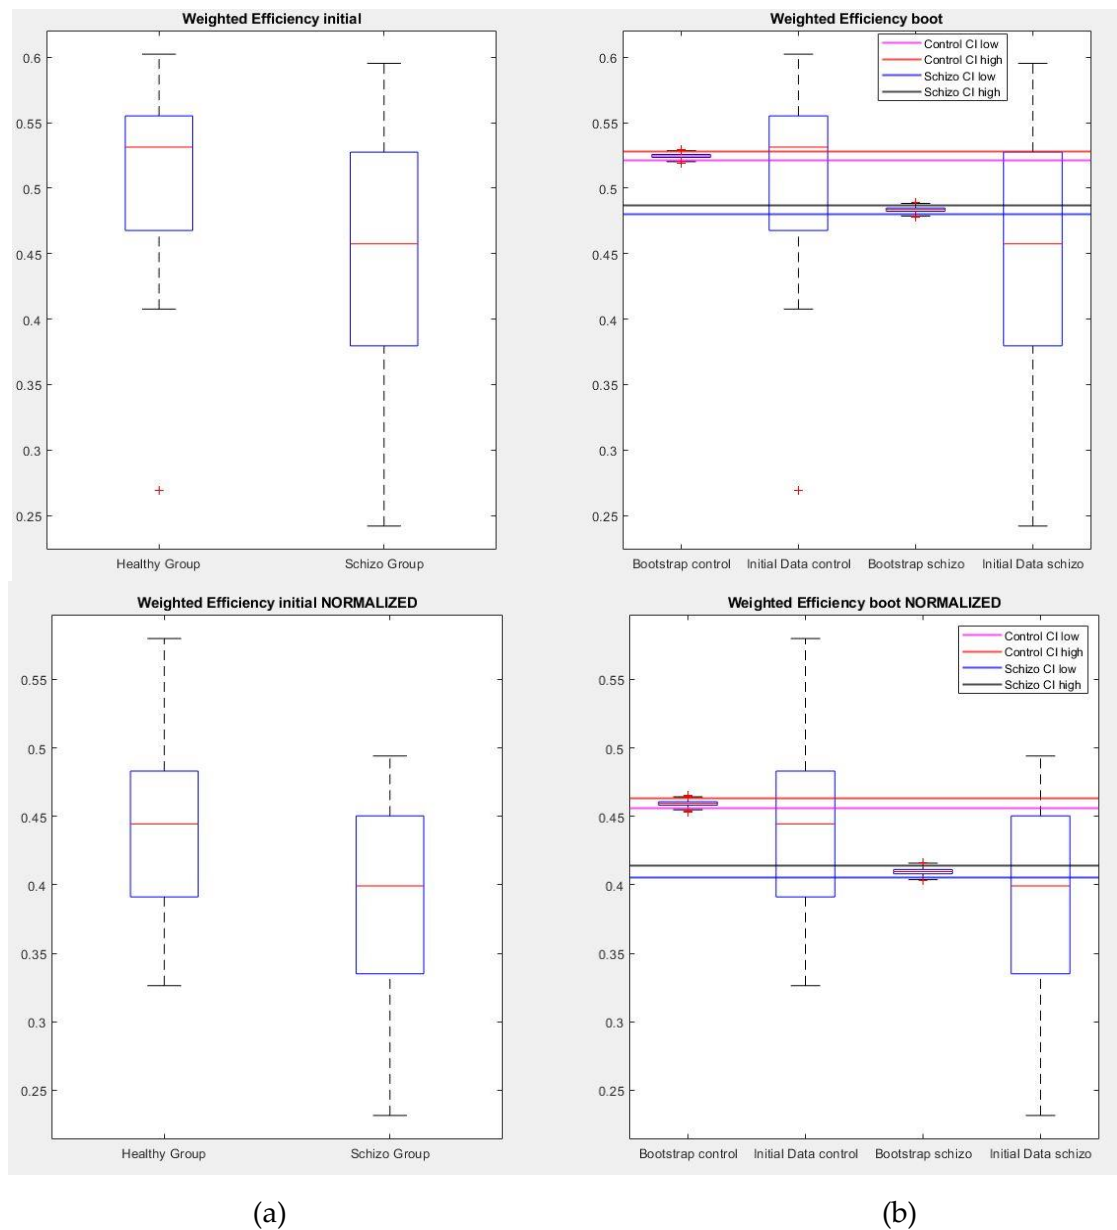 Weighted Efficiency initial
0.6
0.55
0.5
0.45
0.4
0.35
0.3
0.25
Healthy Group Schizo Group
Weighted Efficiency boot
Control CI low
Control CI high
Schizo CI low
Schizo CI high
0.6
0.55
0.5
0.45
0.4
0.35
0.3
0.25
Bootstrap control Initial Data control Bootstrap schizo Initial Data schizo
Weighted Efficiency initial NORMALIZED
0.55
0.5
0.45
0.4
0.35
0.3
0.25
Healthy Group Schizo Group
Weighted Efficiency boot NORMALIZED
Control CI low
Control CI high
Schizo CI low
Schizo CI high
0.55
0.5
0.45
0.4
0.35
0.3
0.25
Bootstrap control Initial Data control Bootstrap schizo Initial Data schizo
(a) (b)